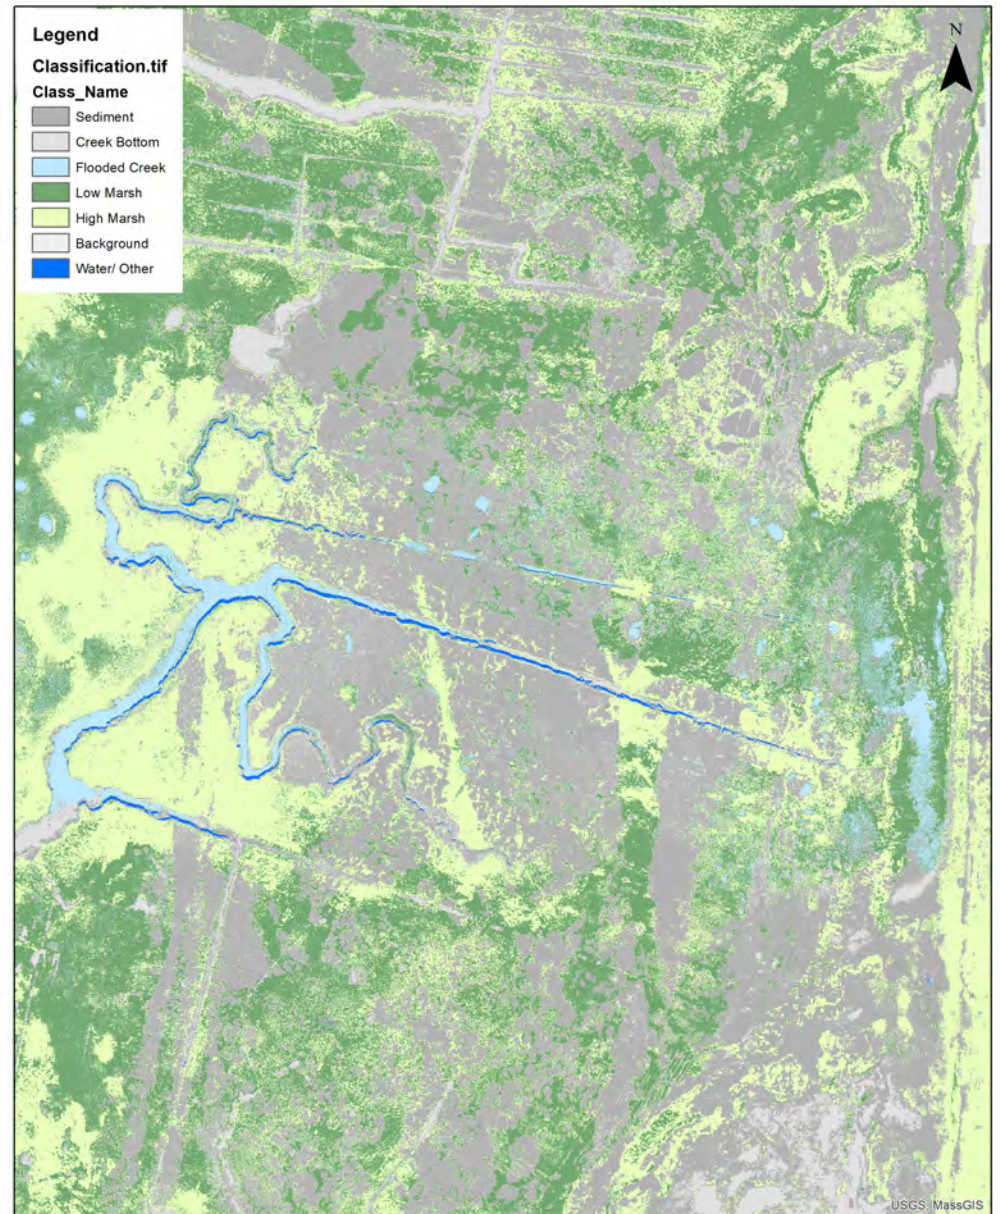 Legend
Classification.tif
Class_Name
Sediment
Creek Bottom
Flooded Creek
Low Marsh
High Marsh
Background
Water/ Other
N
USGS, MassGIS